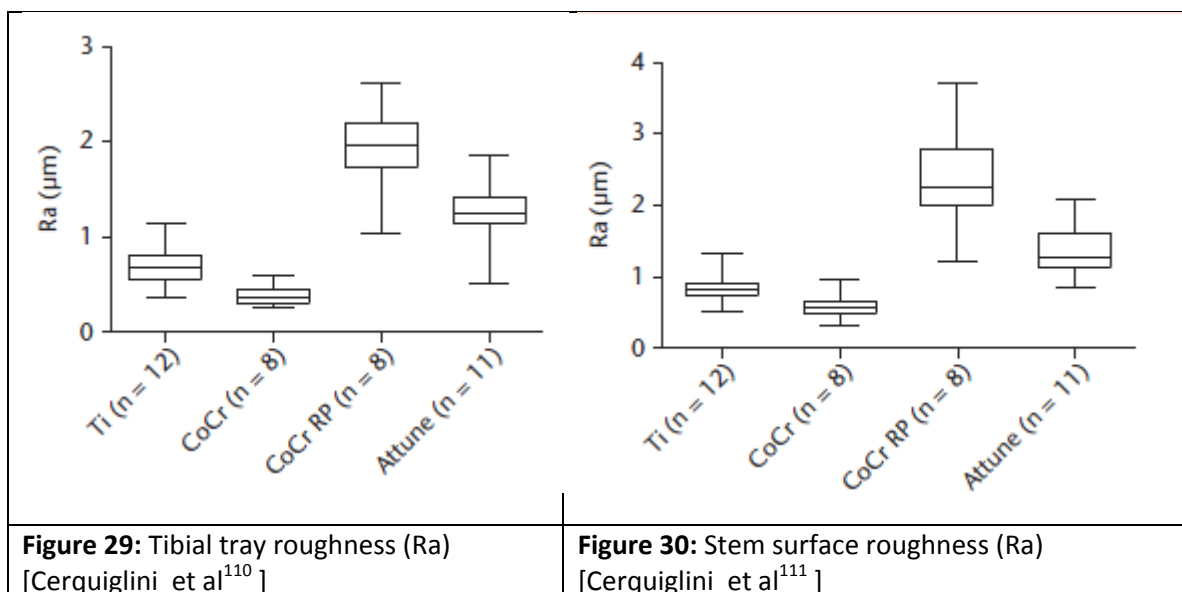 3
2
1
0
Ra (µm)
Ti (n = 12)
CoCr (n = 8)
CoCr RP (n = 8)
Attune (n = 11)
4
3
2
1
0
Ra (µm)
Ti (n = 12)
CoCr (n = 8)
CoCr RP (n = 8)
Attune (n = 11)
Figure 29: Tibial tray roughness (Ra)
[Cerquiglini et al110 ]
Figure 30: Stem surface roughness (Ra)
[Cerquiglini et al111 ]